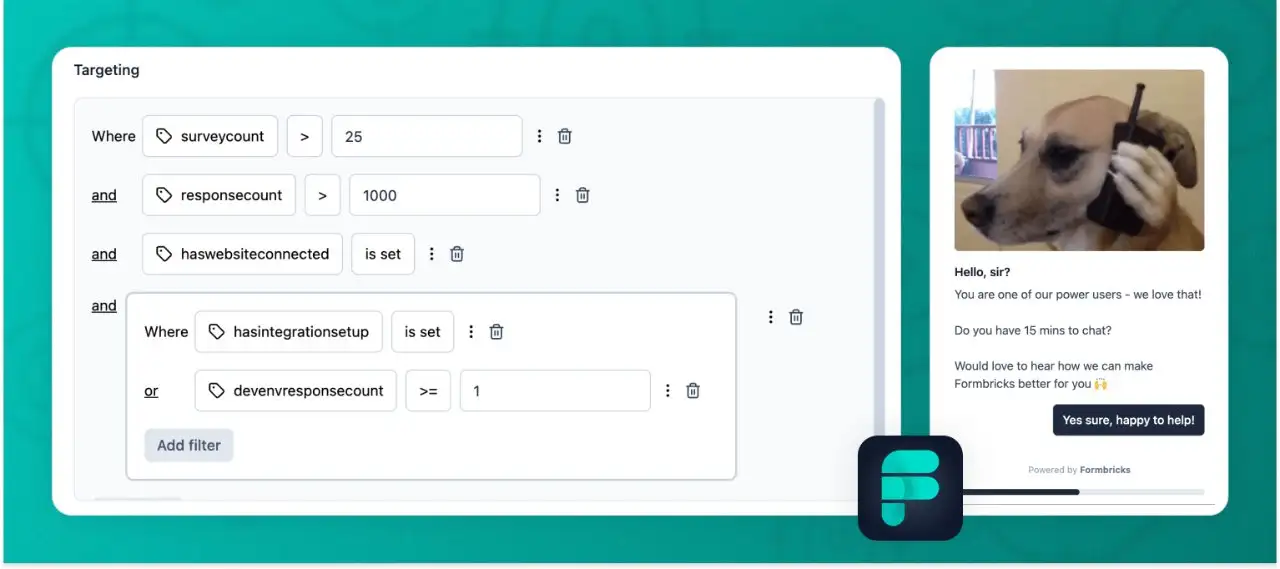 Targeting
Where surveycount > 25
and responsecount > 1000
and haswebsiteconnected is set
and
Where hasintegrationsetup is set
or devenvresponsecount >= 1
Add filter
Hello, sir?
You are one of our power users - we love that!
Do you have 15 mins to chat?
Would love to hear how we can make
Formbricks better for you 🙌
Yes sure, happy to help!
Powered by Formbricks